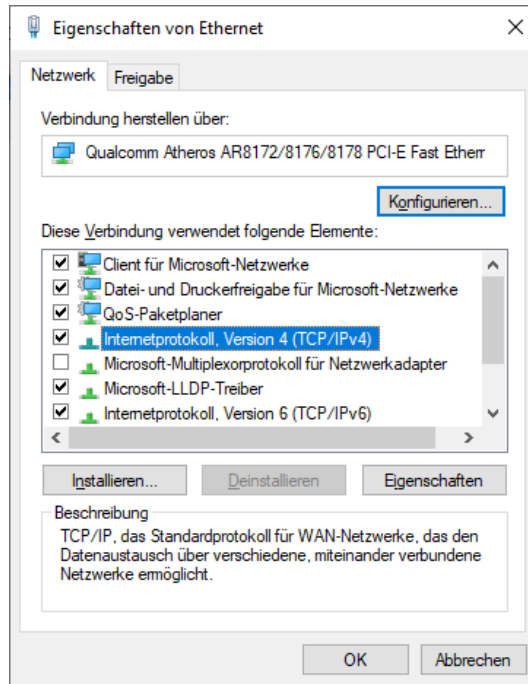 Eigenschaften von Ethernet
Netzwerk
Freigabe
Verbindung herstellen über:
Qualcomm Atheros AR8172/8176/8178 PCI-E Fast Etherr
Konfigurieren...
Diese Verbindung verwendet folgende Elemente:
Client für Microsoft-Netzwerke
Datei- und Druckerfreigabe für Microsoft-Netzwerke
QoS-Paketplaner
Internetprotokoll, Version 4 (TCP/IPv4)
Microsoft-Multiplexorprotokoll für Netzwerkadapter
Microsoft-LLDP-Treiber
Internetprotokoll, Version 6 (TCP/IPv6)
Installieren...
Deinstallieren
Eigenschaften
Beschreibung
TCP/IP, das Standardprotokoll für WAN-Netzwerke, das den
Datenaustausch über verschiedene, miteinander verbundene
Netzwerke ermöglicht.
OK
Abbrechen